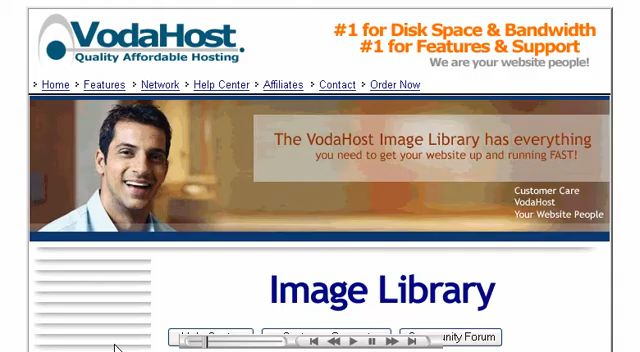 VodaHost.
Quality Affordable Hosting
#1 for Disk Space & Bandwidth
#1 for Features & Support
We are your website people!
Home Features Network Help Center Affiliates Contact Order Now
The VodaHost Image Library has everything
you need to get your website up and running FAST!
Customer Care
VodaHost
Your Website People
Image Library
Forum